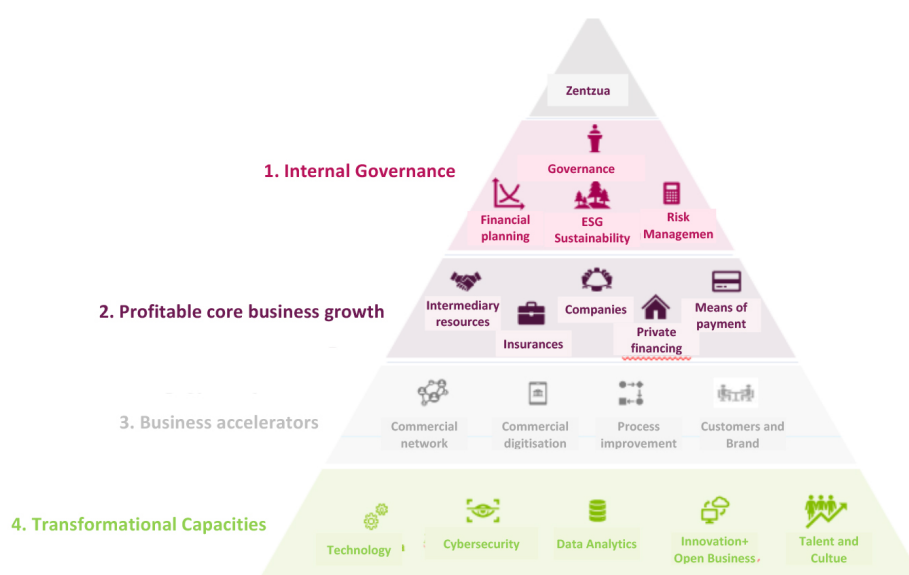 Zentzua
1. Internal Governance
Governance
Financial
planning
ESG
Sustainability
Risk
Managemen
2. Profitable core business growth
Intermediary
resources
Insurances
Companies
Private
financing
Means of
payment
3. Business accelerators
Commercial
network
Commercial
digitisation
Process
improvement
Customers and
Brand
4. Transformational Capacities
Technology
Cybersecurity
Data Analytics
Innovation+
Open Business
Talent and
Cultue